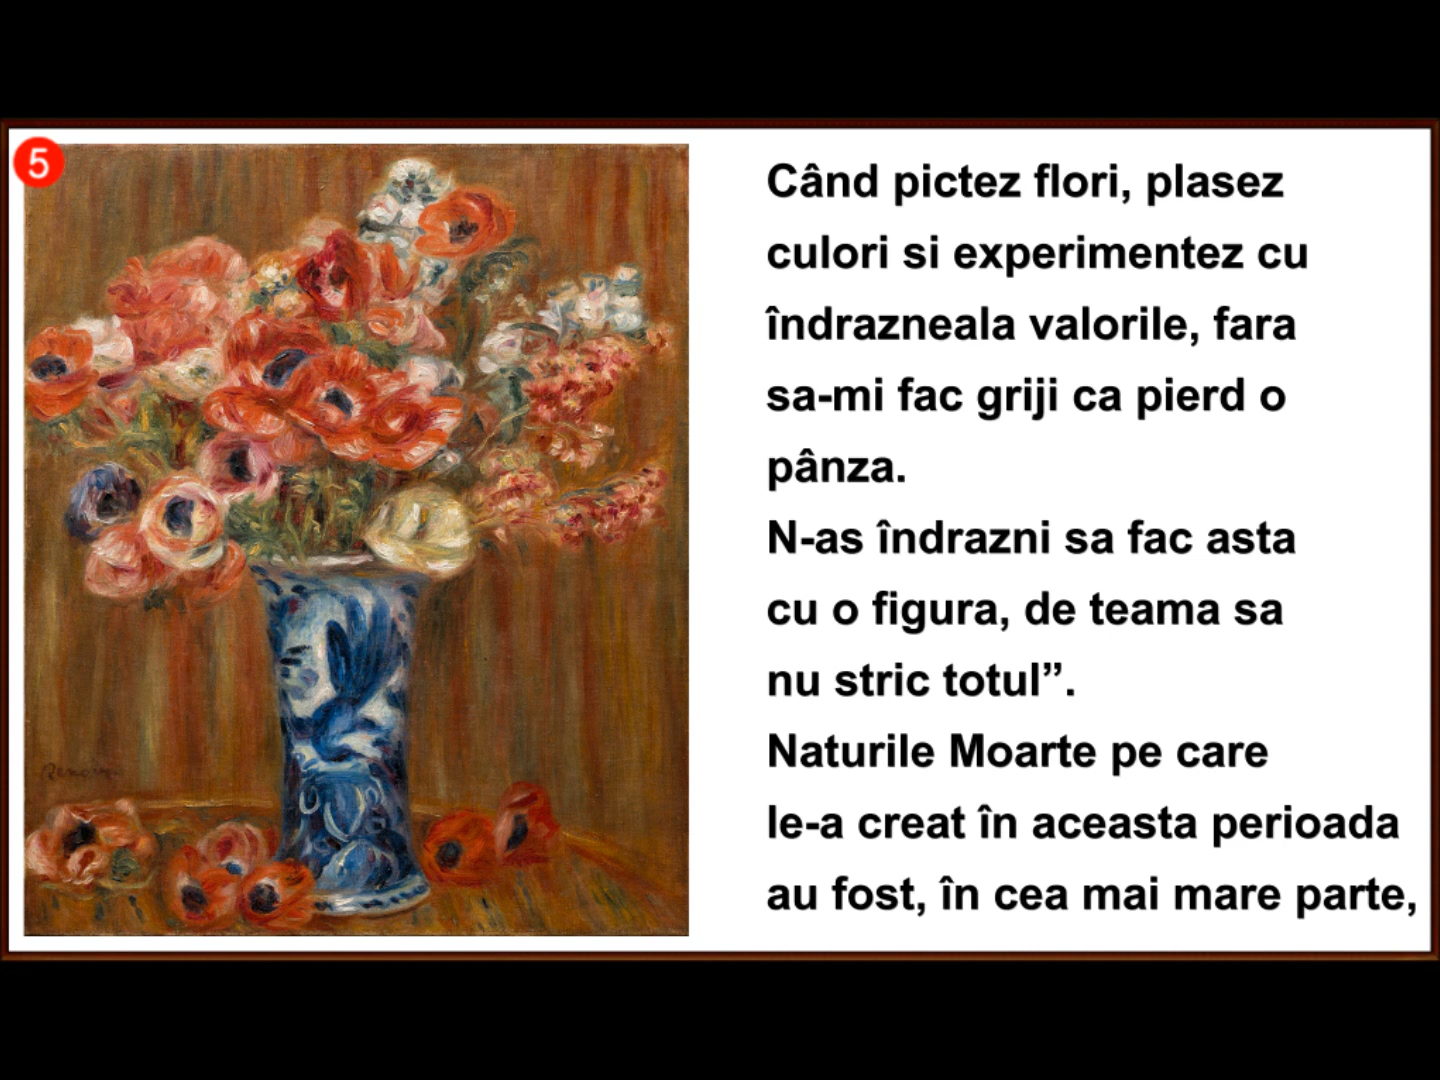 5
Când pictez flori, plasez
culori si experimentez cu
îndrazneala valorile, fara
sa-mi fac griji ca pierd o
pânza.
N-as îndrazni sa fac asta
cu o figura, de teama sa
nu stric totul”.
Naturile Moarte pe care
le-a creat în aceasta perioada
au fost, în cea mai mare parte,
Renoir.